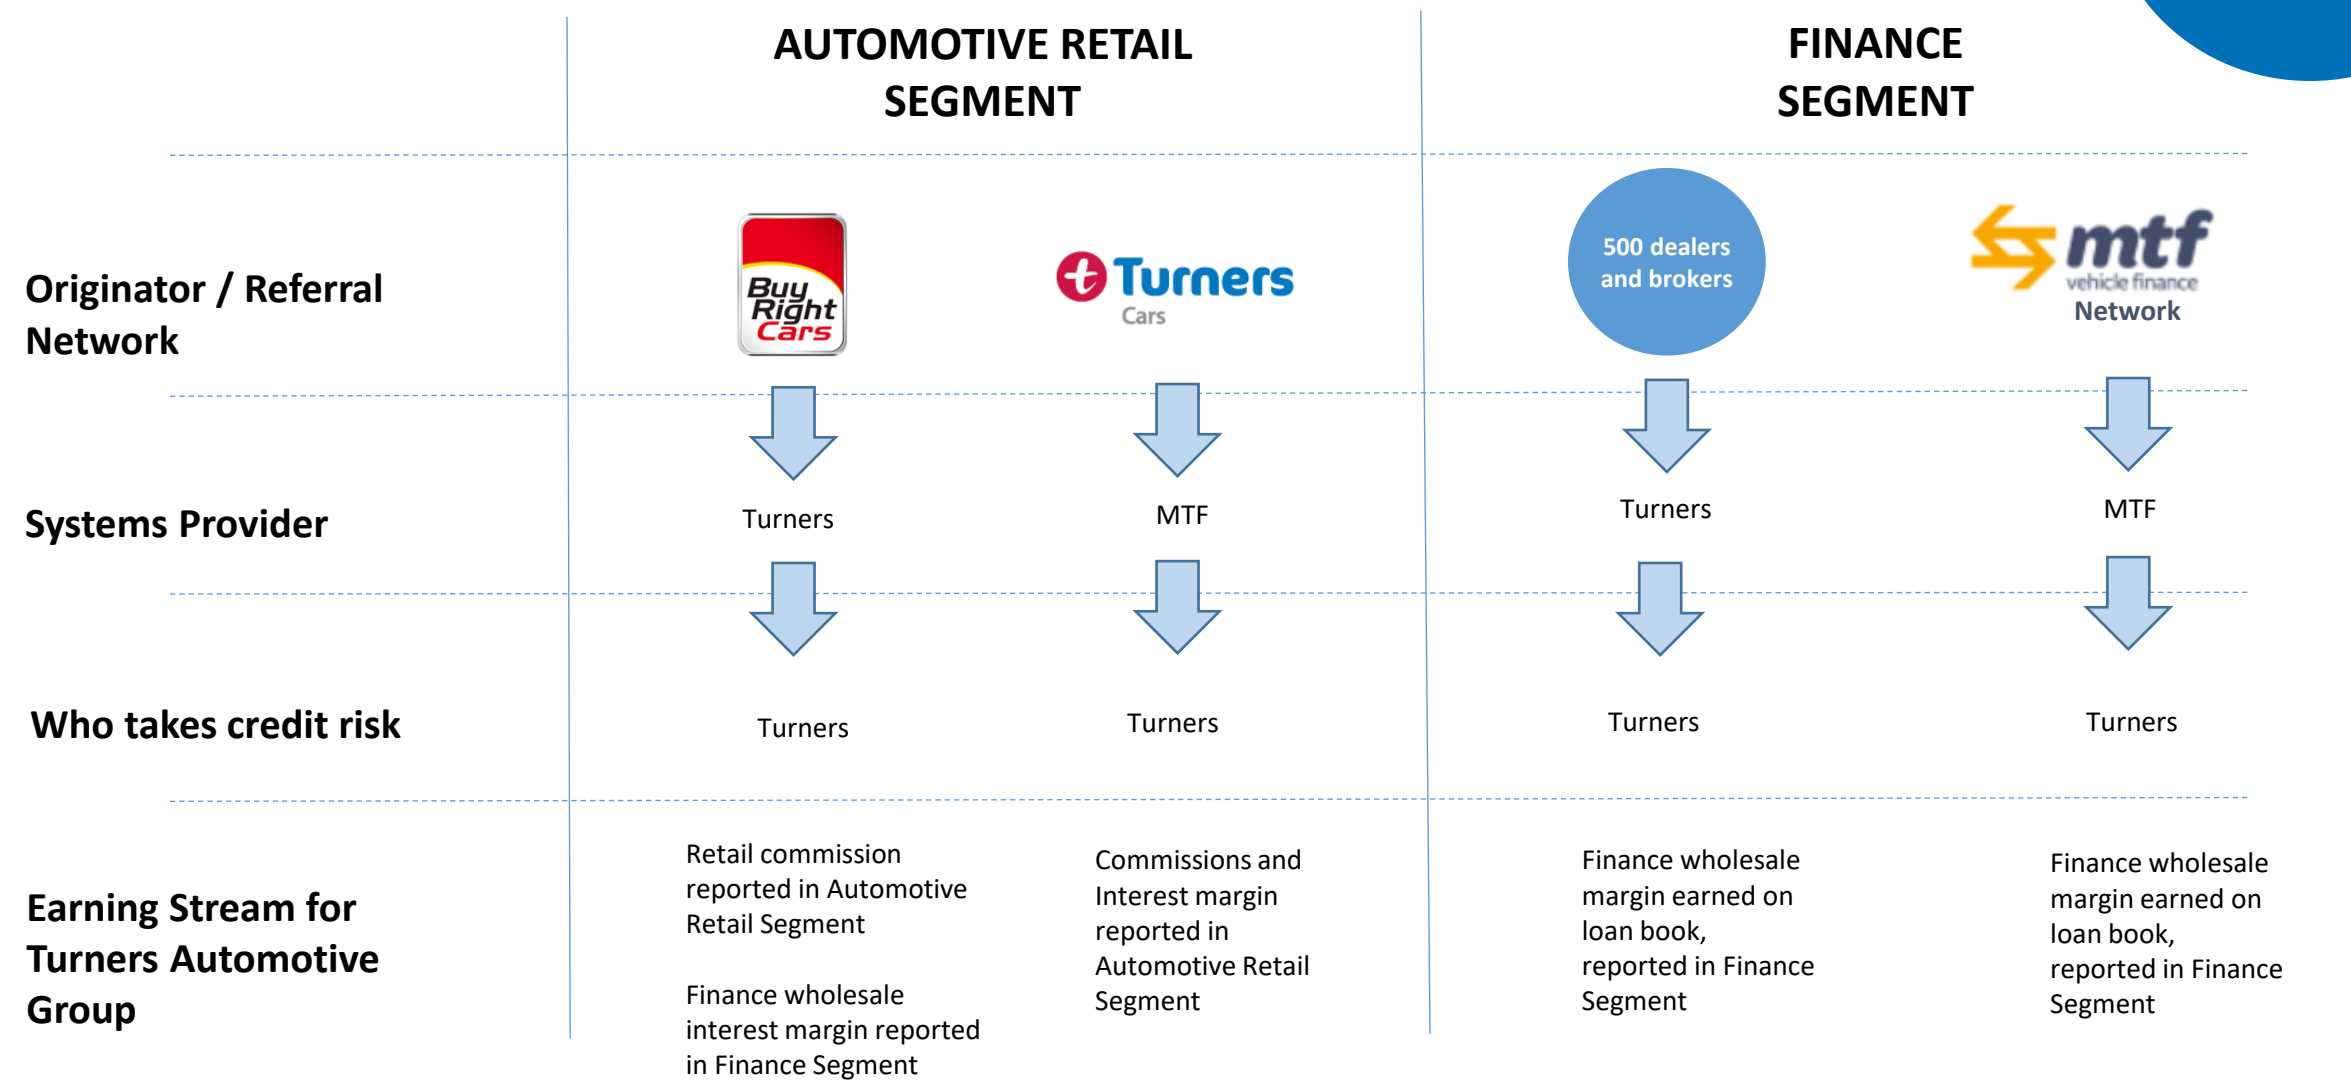 AUTOMOTIVE RETAIL
SEGMENT
FINANCE
SEGMENT
Originator / Referral
Network
Buy
Right
Cars
t Turners
Cars
500 dealers
and brokers
mtf
vehicle finance
Network
Systems Provider
Turners
MTF
Turners
MTF
Who takes credit risk
Turners
Turners
Turners
Turners
Earning Stream for
Turners Automotive
Group
Retail commission
reported in Automotive
Retail Segment
Finance wholesale
interest margin reported
in Finance Segment
Commissions and
Interest margin
reported in
Automotive Retail
Segment
Finance wholesale
margin earned on
loan book,
reported in Finance
Segment
Finance wholesale
margin earned on
loan book,
reported in Finance
Segment